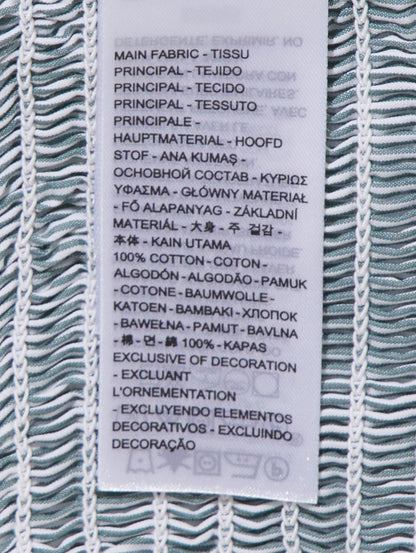 MAIN FABRIC - TISSU
PRINCIPAL - TEJIDO
PRINCIPAL - TECIDO
PRINCIPAL - TESSUTO
PRINCIPALE -
HAUPTMATERIAL - HOOFD
STOF - ANA KUMAŞ -
ОСНОВНОЙ СОСТАВ - ΚΥΡΙΩΣ
ΥΦΑΣΜΑ - GŁÓWNY MATERIAŁ
- FŐ ALAPANYAG - ZÁKLADNÍ
MATERIÁL - 大身 - 주 겉감 -
本体 - KAIN UTAMA
100% COTTON - COTON -
ALGODÓN - ALGODÃO - PAMUK
- COTONE - BAUMWOLLE -
KATOEN - BAMBAKI - ХЛОПОК
BAWEŁNA - PAMUT - BAVLNA
- 棉 - 면 - 綿 100% - KAPAS
EXCLUSIVE OF DECORATION
- EXCLUANT
L'ORNEMENTATION
- EXCLUYENDO ELEMENTOS
DECORATIVOS - EXCLUINDO
DECORAÇÃO